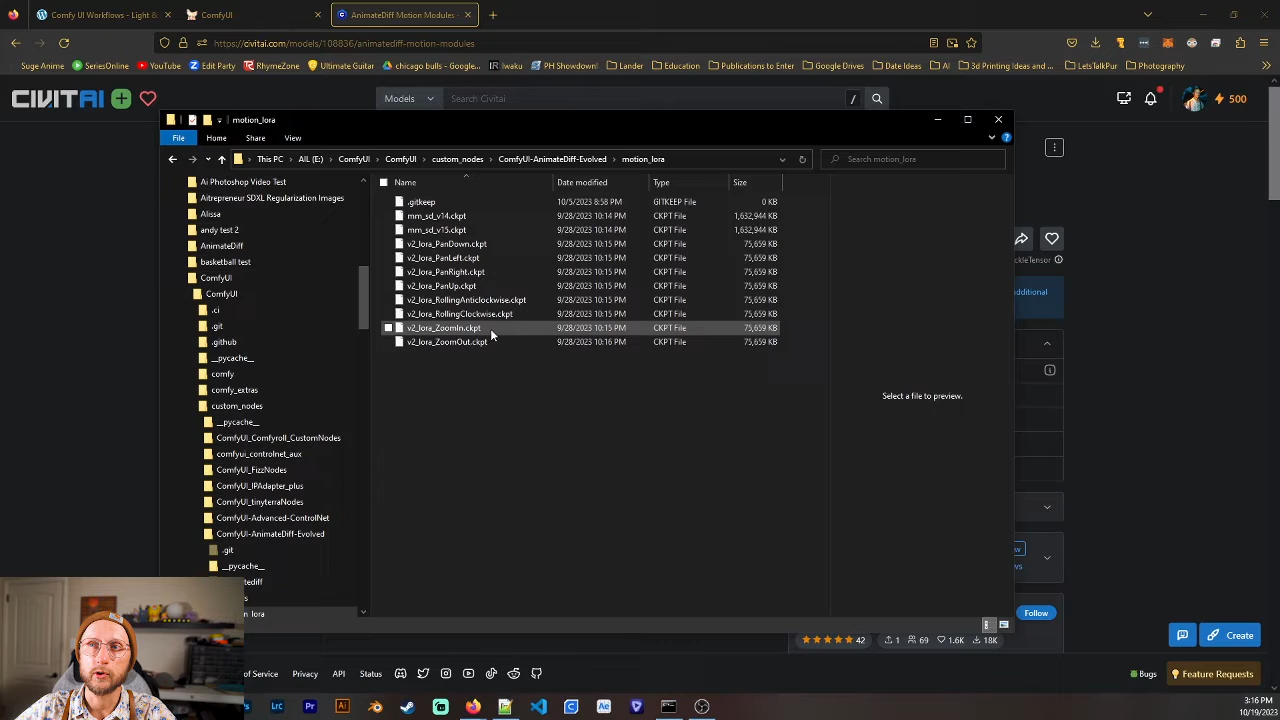 Comfy UI Workflows - Light &
ComfyUI
AnimateDiff Motion Modules -
https://civitai.com/models/108836/animatediff-motion-modules
Suge Anime
SeriesOnline
YouTube
Edit Party
RhymeZone
Ultimate Guitar
chicago bulls - Google...
Iwaku
PH Showdown!
Lander
Education
Publications to Enter
Google Drives
Date Ideas
AI
3d Printing Ideas and ...
LetsTalkPur
Photography
CIVITAI
Models
Search Civitai
/
500
motion_lora
File
Home
Share
View
This PC
AIL (E:)
ComfyUI
ComfyUI
custom_nodes
ComfyUI-AnimateDiff-Evolved
motion_lora
Search motion_lora
Name
Date modified
Type
Size
.gitkeep 10/5/2023 8:58 PM GITKEEP File 0 KB
mm_sd_v14.ckpt 9/28/2023 10:14 PM CKPT File 1,632,944 KB
mm_sd_v15.ckpt 9/28/2023 10:14 PM CKPT File 1,632,944 KB
v2_lora_PanDown.ckpt 9/28/2023 10:15 PM CKPT File 75,659 KB
v2_lora_PanLeft.ckpt 9/28/2023 10:15 PM CKPT File 75,659 KB
v2_lora_PanRight.ckpt 9/28/2023 10:15 PM CKPT File 75,659 KB
v2_lora_PanUp.ckpt 9/28/2023 10:15 PM CKPT File 75,659 KB
v2_lora_RollingAnticlockwise.ckpt 9/28/2023 10:15 PM CKPT File 75,659 KB
v2_lora_RollingClockwise.ckpt 9/28/2023 10:15 PM CKPT File 75,659 KB
v2_lora_ZoomIn.ckpt 9/28/2023 10:15 PM CKPT File 75,659 KB
v2_lora_ZoomOut.ckpt 9/28/2023 10:16 PM CKPT File 75,659 KB
Ai Photoshop Video Test
Aitrepreneur SDXL Regularization Images
Alissa
andy test 2
AnimateDiff
basketball test
ComfyUI
ComfyUI
.ci
.git
.github
__pycache__
comfy
comfy_extras
custom_nodes
__pycache__
ComfyUI_Comfyroll_CustomNodes
comfyui_controlnet_aux
ComfyUI_FizzNodes
ComfyUI_IPAdapter_plus
ComfyUI_tinyterraNodes
ComfyUI-Advanced-ControlNet
ComfyUI-AnimateDiff-Evolved
.git
__pycache__
Select a file to preview.
ckleTensor
additional
Follow
42
1
69
1.6K
18K
Create
of Service
Privacy
API
Status
Bugs
Feature Requests
3:16 PM
10/19/2023